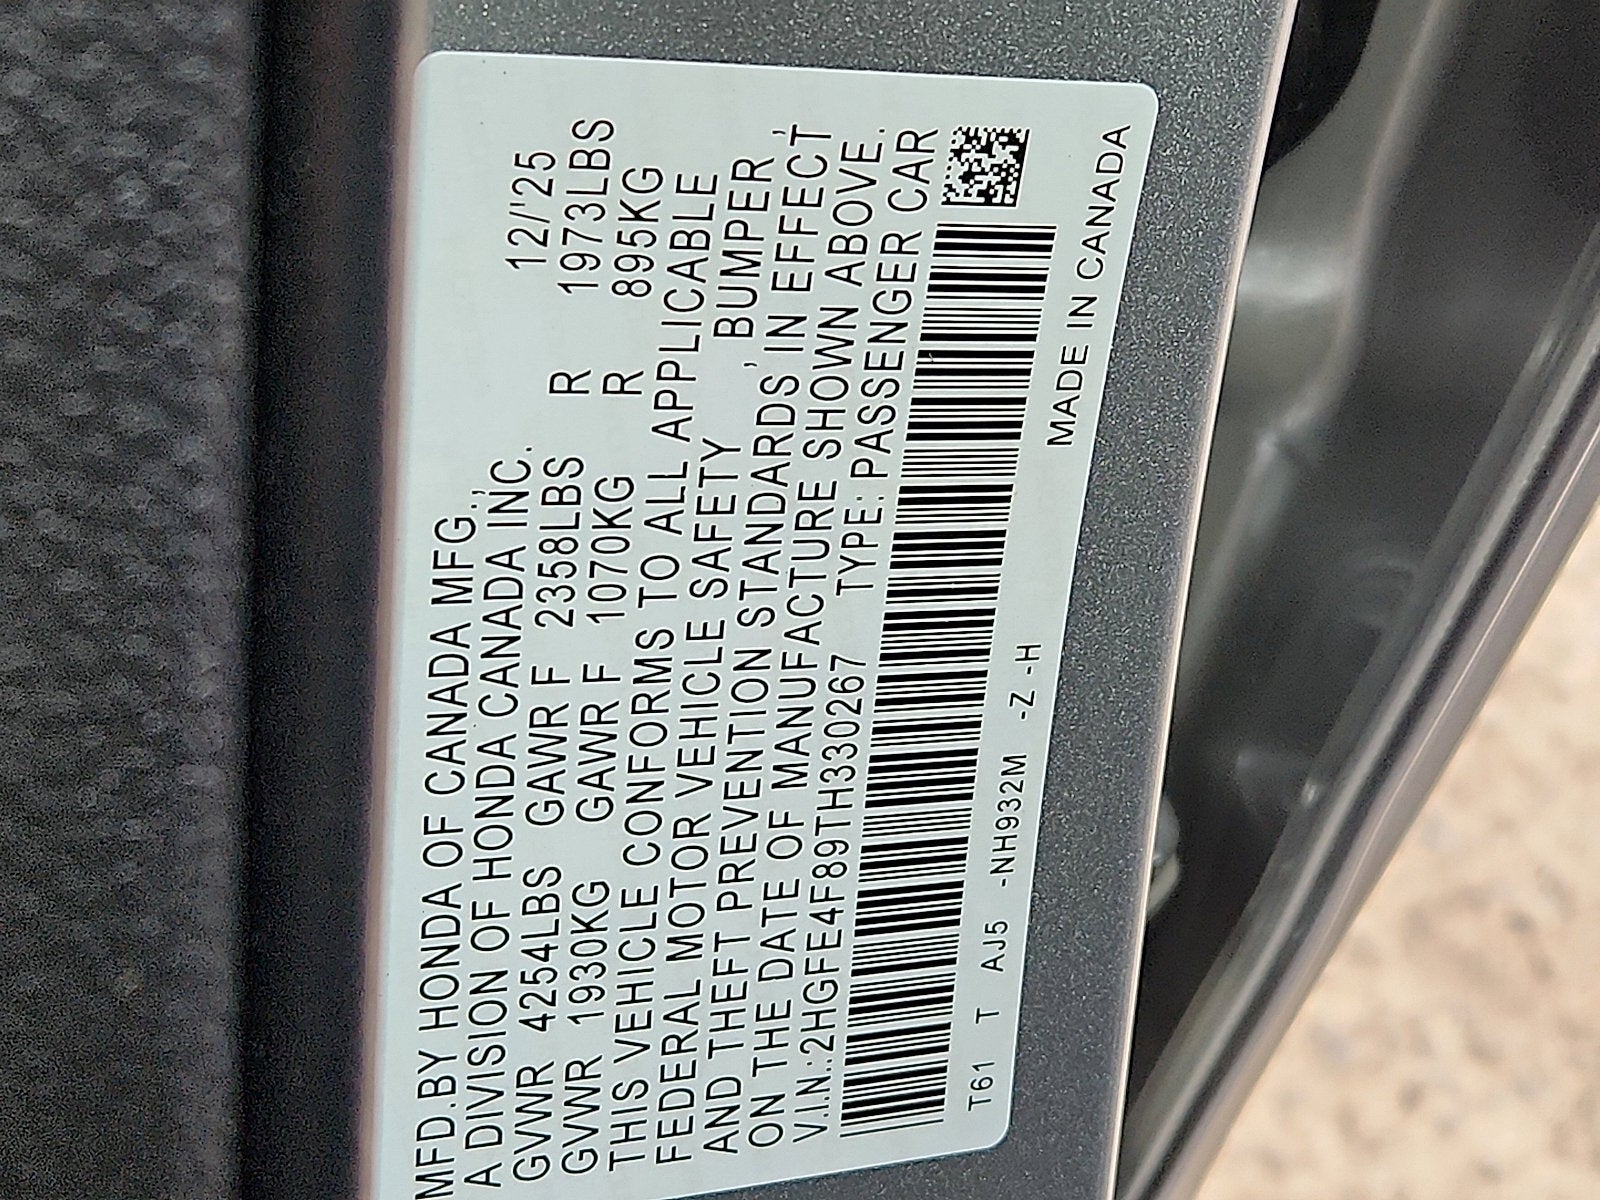 MFD.BY HONDA OF CANADA MFG.,
A DIVISION OF HONDA CANADA INC. 12/'25
GVWR 4254LBS GAWR F 2358LBS R 1973LBS
GVWR 1930KG GAWR F 1070KG R 895KG
THIS VEHICLE CONFORMS TO ALL APPLICABLE
FEDERAL MOTOR VEHICLE SAFETY, BUMPER,
AND THEFT PREVENTION STANDARDS IN EFFECT
ON THE DATE OF MANUFACTURE SHOWN ABOVE.
V.I.N.:2HGFE4F89TH330267 TYPE:PASSENGER CAR
T61 T AJ5 -NH932M -Z -H
MADE IN CANADA